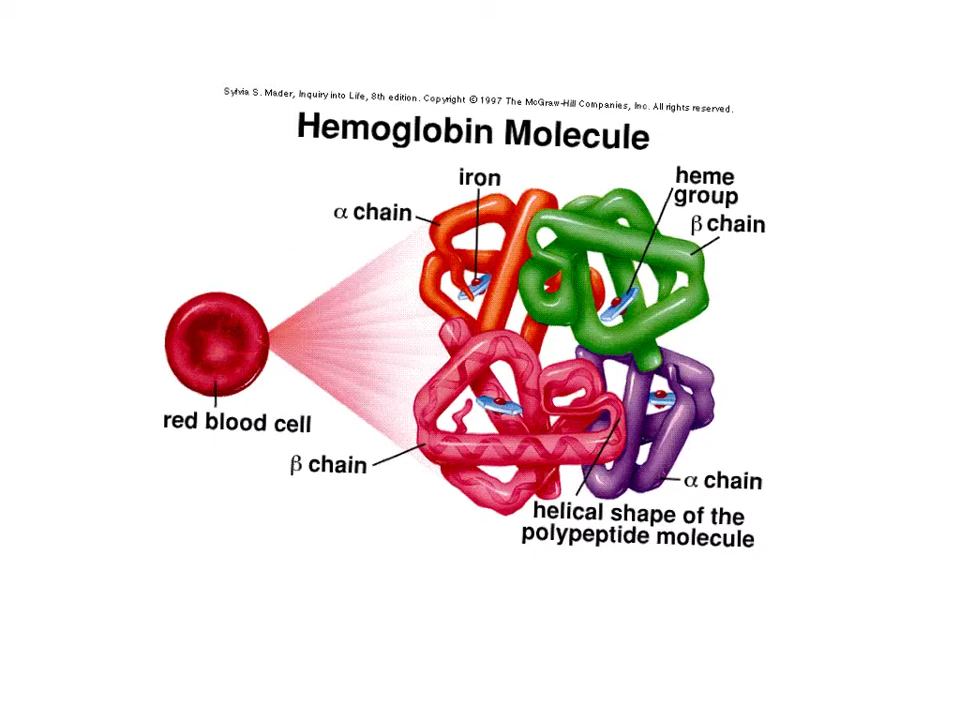 Sylvia S. Mader, Inquiry into Life, 8th edition. Copyright © 1997 The McGraw-Hill Companies, Inc. All rights reserved.
Hemoglobin Molecule
iron
heme
group
α chain
β chain
red blood cell
β chain
α chain
helical shape of the
polypeptide molecule